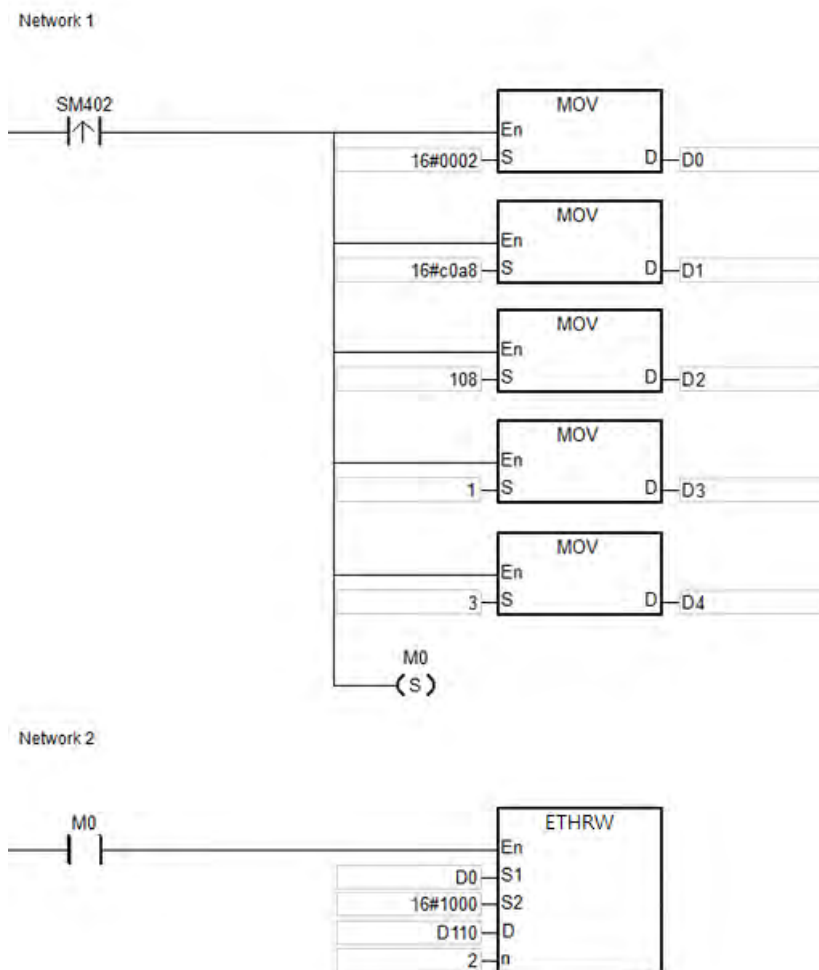 Network 1
SM402
MOV
En
16#0002 S D D0
MOV
En
16#c0a8 S D D1
MOV
En
108 S D D2
MOV
En
1 S D D3
MOV
En
3 S D D4
M0
S
Network 2
M0
ETHRW
En
D0 S1
16#1000 S2
D110 D
2 n